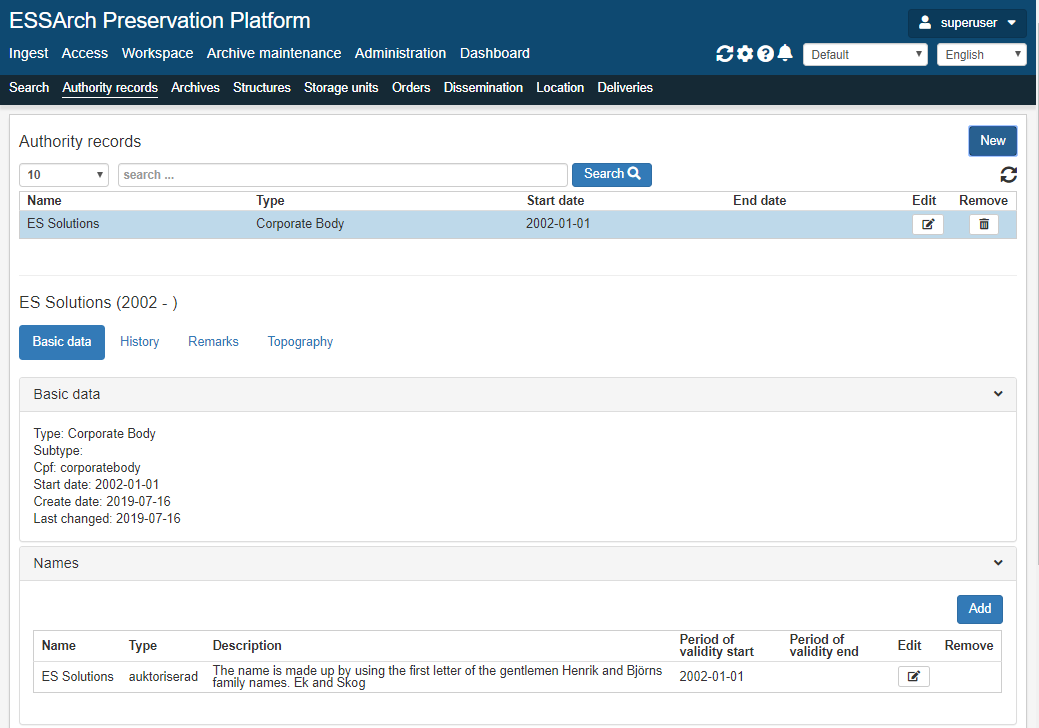 ESSArch Preservation Platform
superuser
Ingest Access Workspace Archive maintenance Administration Dashboard
Default English
Search Authority records Archives Structures Storage units Orders Dissemination Location Deliveries
Authority records
New
10 search ... Search
Name Type Start date End date Edit Remove
ES Solutions Corporate Body 2002-01-01
ES Solutions (2002 - )
Basic data History Remarks Topography
Basic data
Type: Corporate Body
Subtype:
Cpf: corporatebody
Start date: 2002-01-01
Create date: 2019-07-16
Last changed: 2019-07-16
Names
Add
Name Type Description Period of validity start Period of validity end Edit Remove
ES Solutions auktoriserad The name is made up by using the first letter of the gentlemen Henrik and Björns 2002-01-01
family names. Ek and Skog